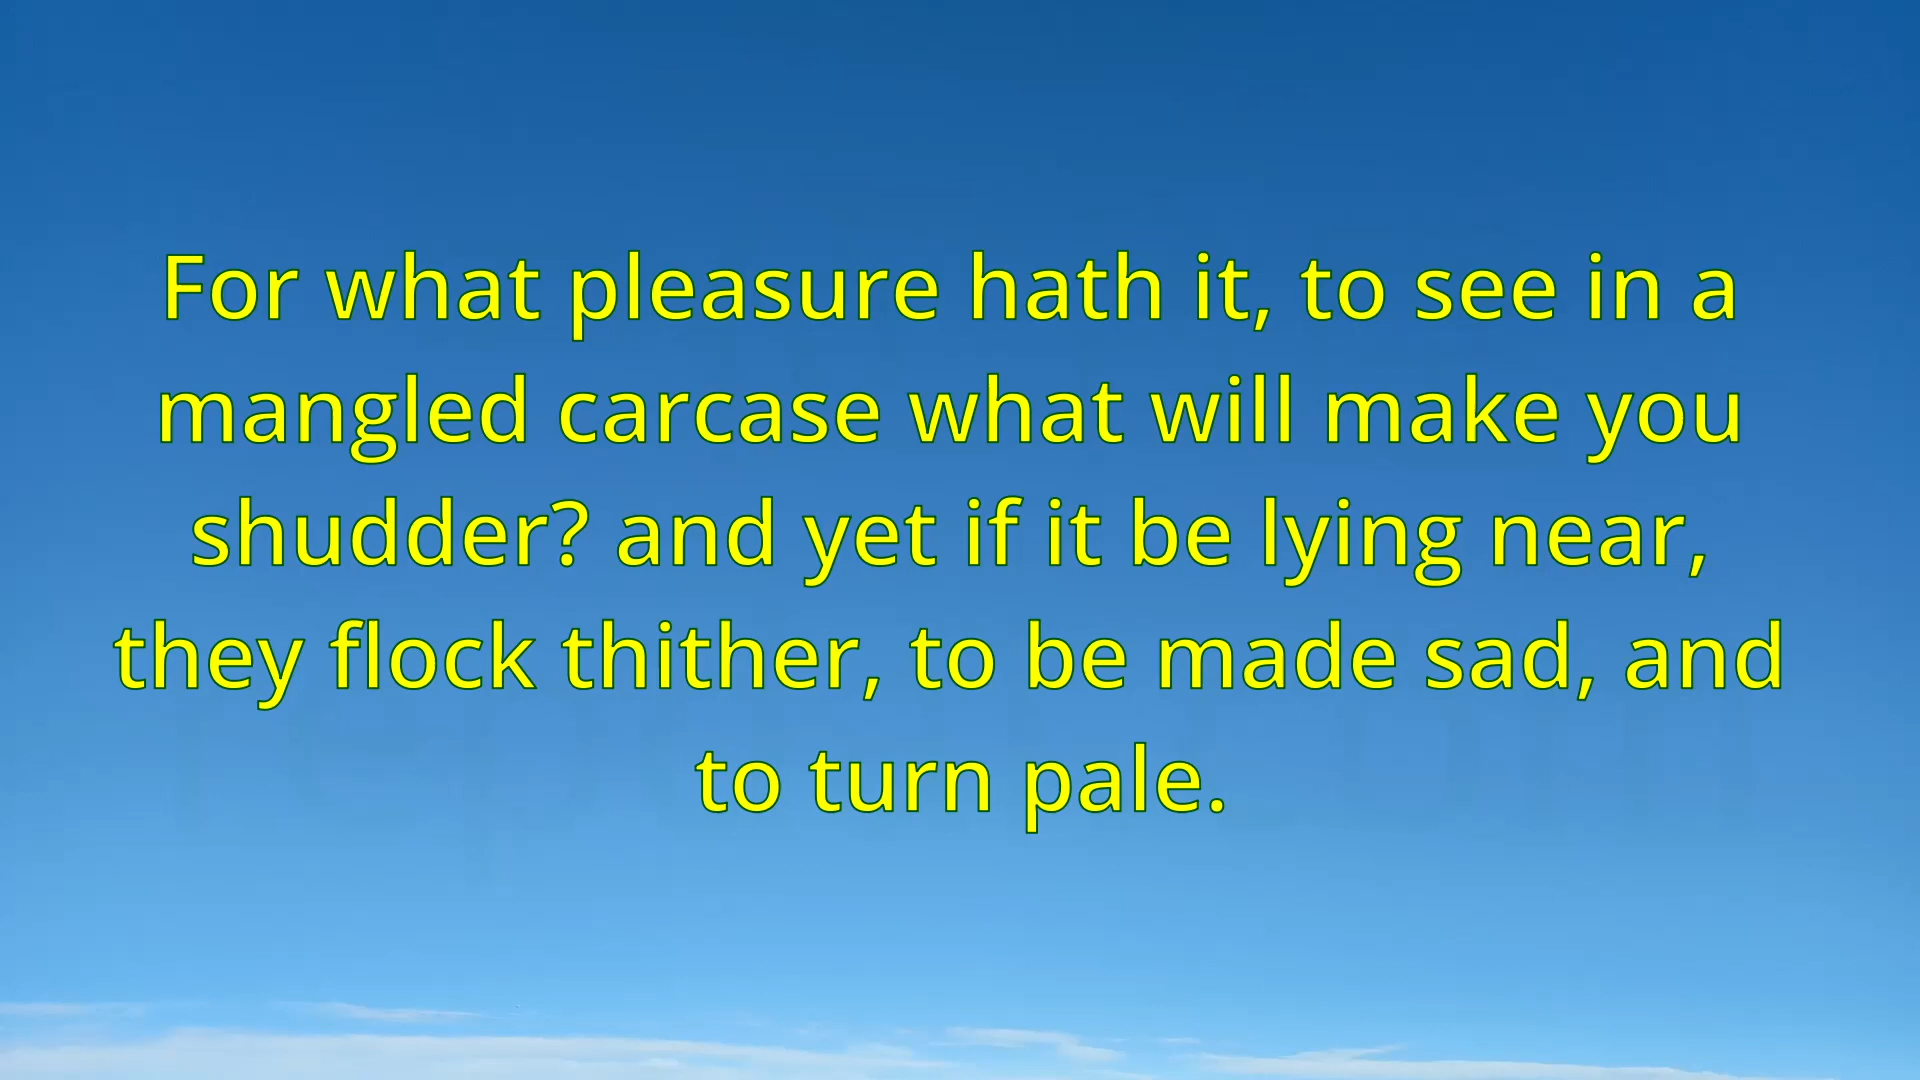 For what pleasure hath it, to see in a
mangled carcase what will make you
shudder? and yet if it be lying near,
they flock thither, to be made sad, and
to turn pale.